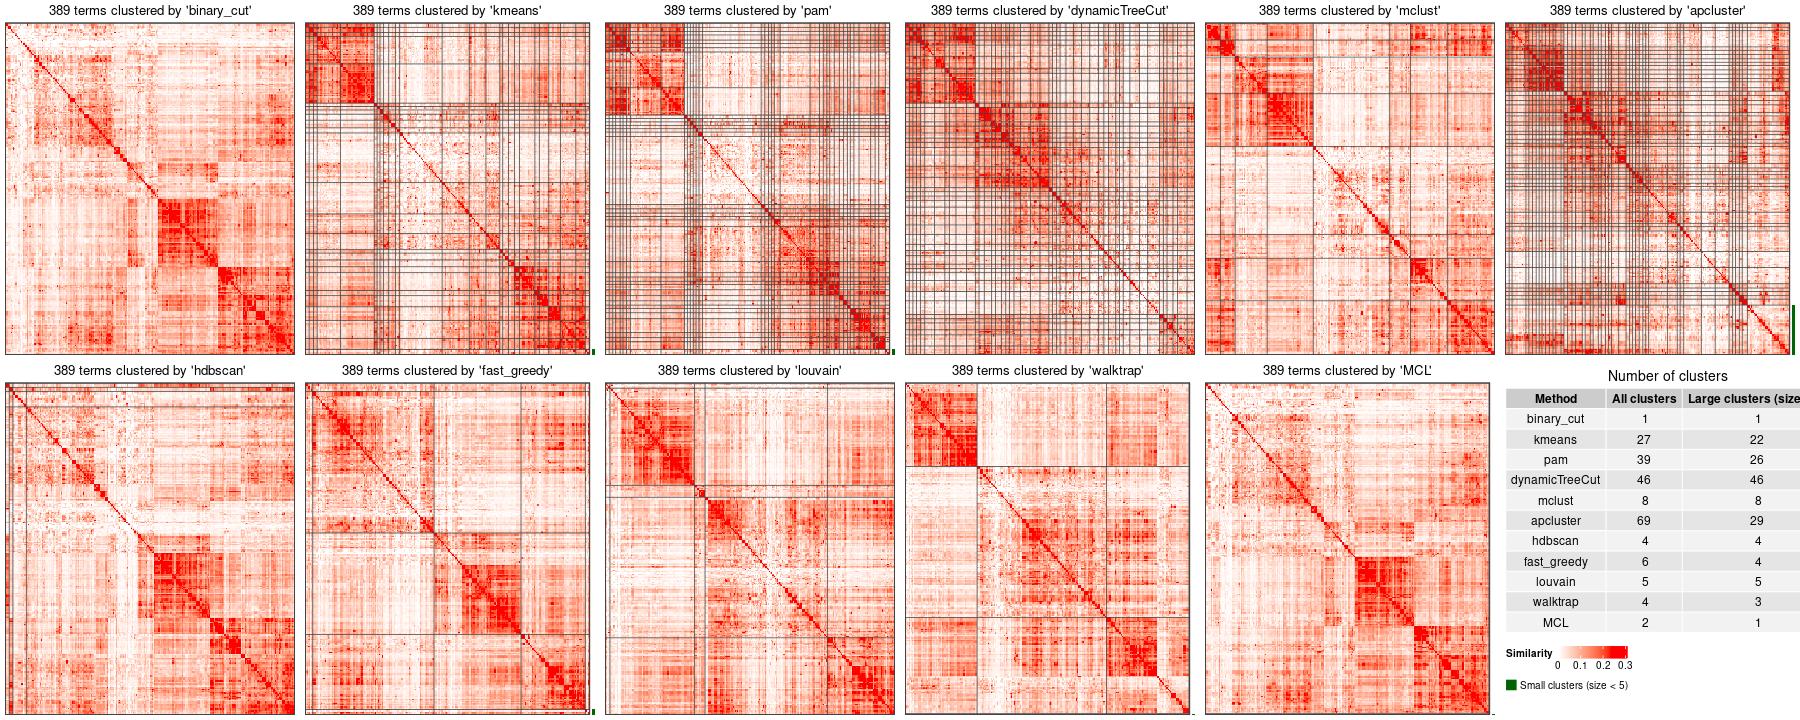 389 terms clustered by 'binary_cut'
389 terms clustered by 'kmeans'
389 terms clustered by 'pam'
389 terms clustered by 'dynamicTreeCut'
389 terms clustered by 'mclust'
389 terms clustered by 'apcluster'
389 terms clustered by 'hdbscan'
389 terms clustered by 'fast_greedy'
389 terms clustered by 'louvain'
389 terms clustered by 'walktrap'
389 terms clustered by 'MCL'
Number of clusters
Method All clusters Large clusters (size
binary_cut 1 1
kmeans 27 22
pam 39 26
dynamicTreeCut 46 46
mclust 8 8
apcluster 69 29
hdbscan 4 4
fast_greedy 6 4
louvain 5 5
walktrap 4 3
MCL 2 1
Similarity
0 0.1 0.2 0.3
Small clusters (size < 5)